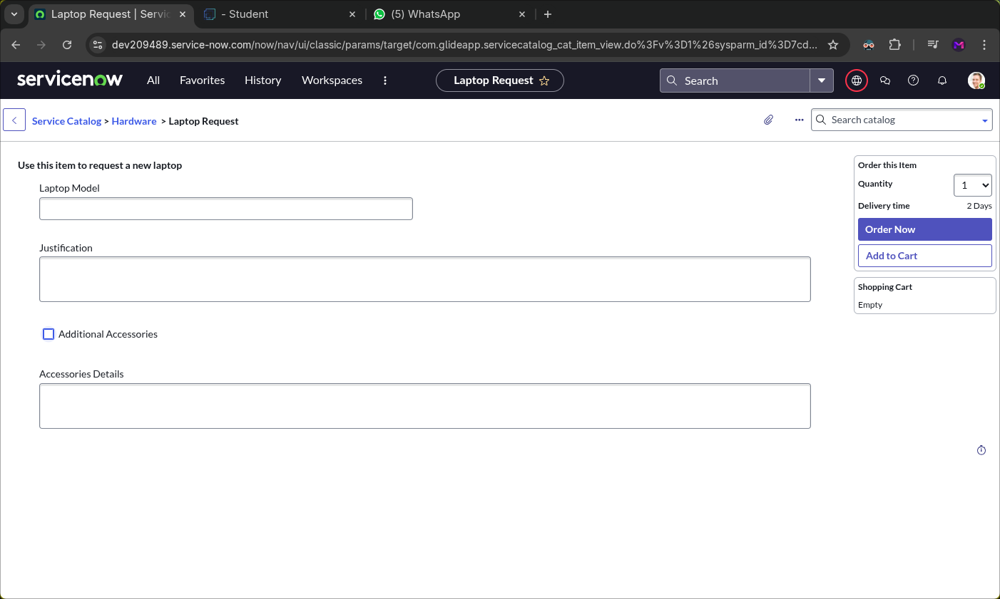 Laptop Request | Servic
- Student
(5) WhatsApp
dev209489.service-now.com/now/nav/ui/classic/params/target/com.glideapp.servicecatalog_cat_item_view.do%3Fv%3D1%26sysparm_id%3D7cd...
servicenow
All
Favorites
History
Workspaces
Laptop Request
Search
Service Catalog > Hardware > Laptop Request
Search catalog
Use this item to request a new laptop
Laptop Model
Justification
Additional Accessories
Accessories Details
Order this Item
Quantity
1
Delivery time
2 Days
Order Now
Add to Cart
Shopping Cart
Empty